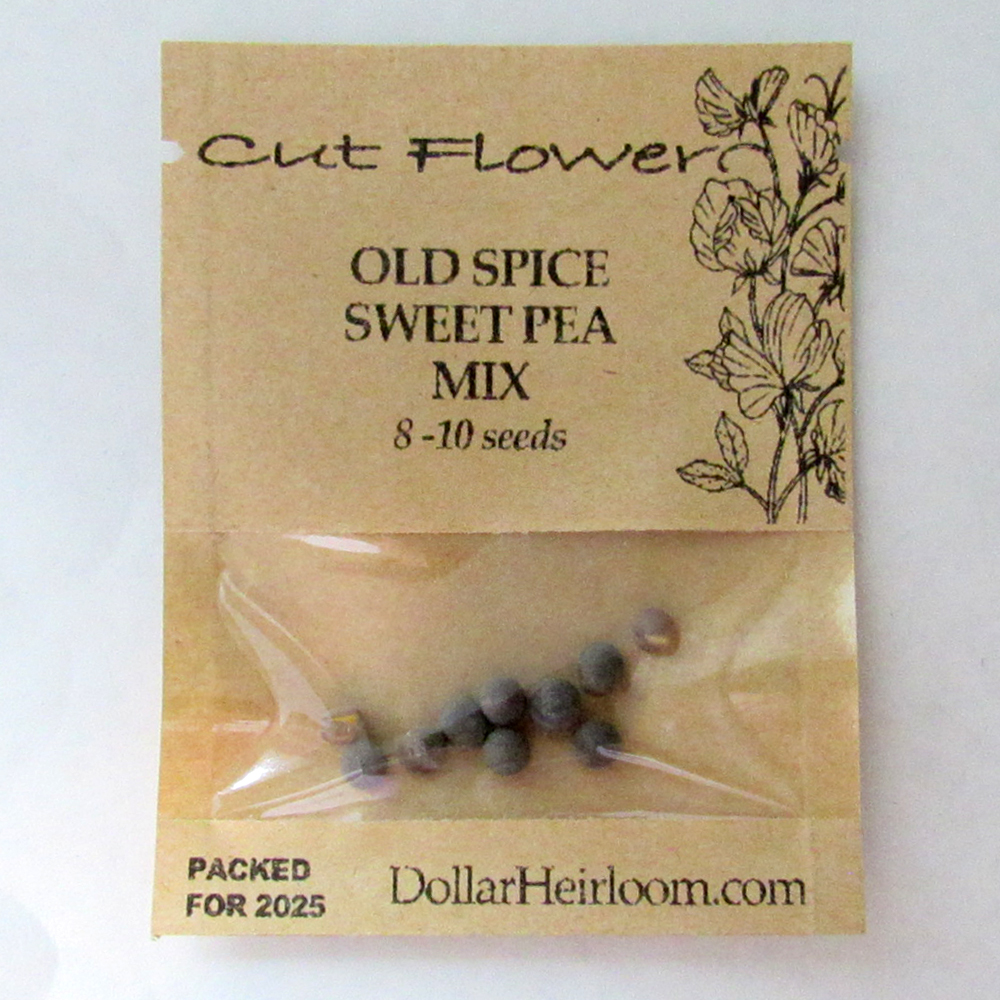 Cut Flower
OLD SPICE
SWEET PEA
MIX
8 -10 seeds
PACKED
FOR 2025
DollarHeirloom.com